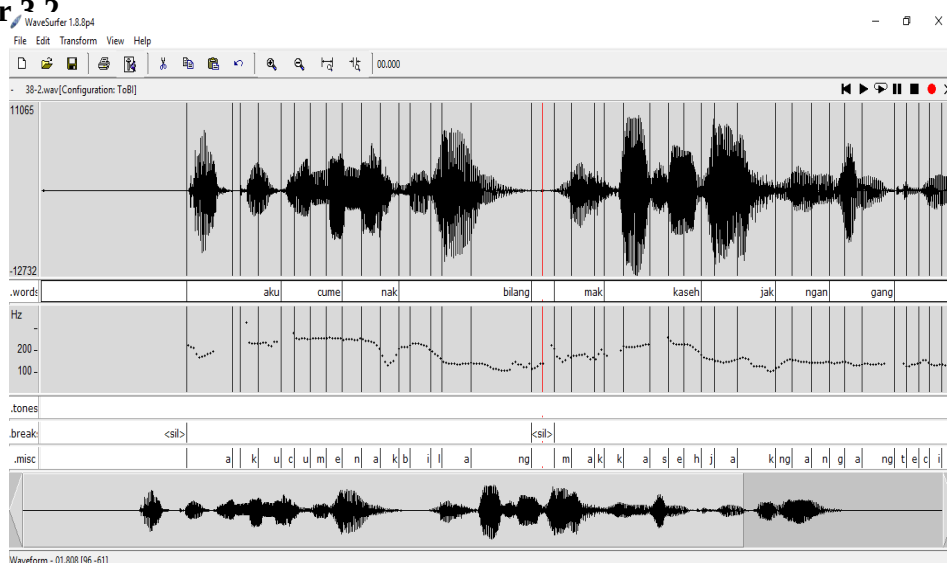 r 3.2
WaveSurfer 1.8.8p4
File Edit Transform View Help
00.000
- 38-2.wav[Configuration: ToBI]
11065
-12732
.words aku cume nak bilang mak kaseh jak ngan gang
Hz
200
100
.tones
.break <sil> <sil>
.misc a k u c u m e n a k b i l a ng m a k k a s e h j a k ng a n g a ng t e c i
Waveform - 01.808 [96 -61]